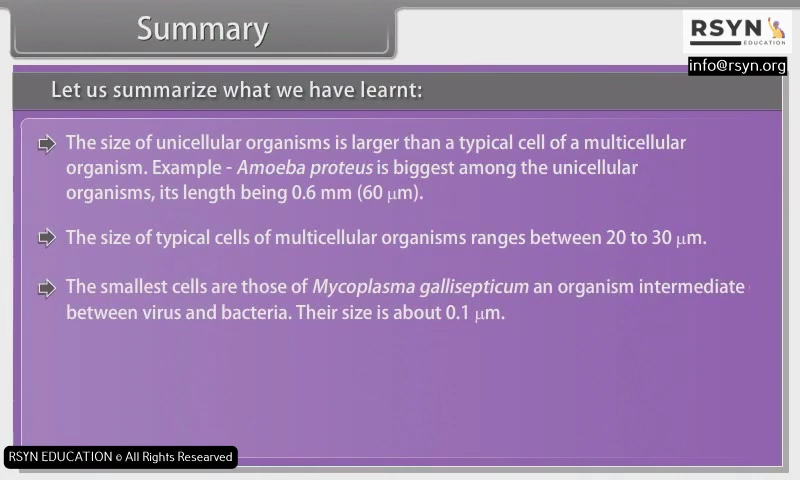 Summary
RSYN
EDUCATION
info@rsyn.org
Let us summarize what we have learnt:
The size of unicellular organisms is larger than a typical cell of a multicellular
organism. Example - Amoeba proteus is biggest among the unicellular
organisms, its length being 0.6 mm (60 μm).
The size of typical cells of multicellular organisms ranges between 20 to 30 μm.
The smallest cells are those of Mycoplasma gallisepticum an organism intermediate
between virus and bacteria. Their size is about 0.1 μm.
RSYN EDUCATION © All Rights Researved